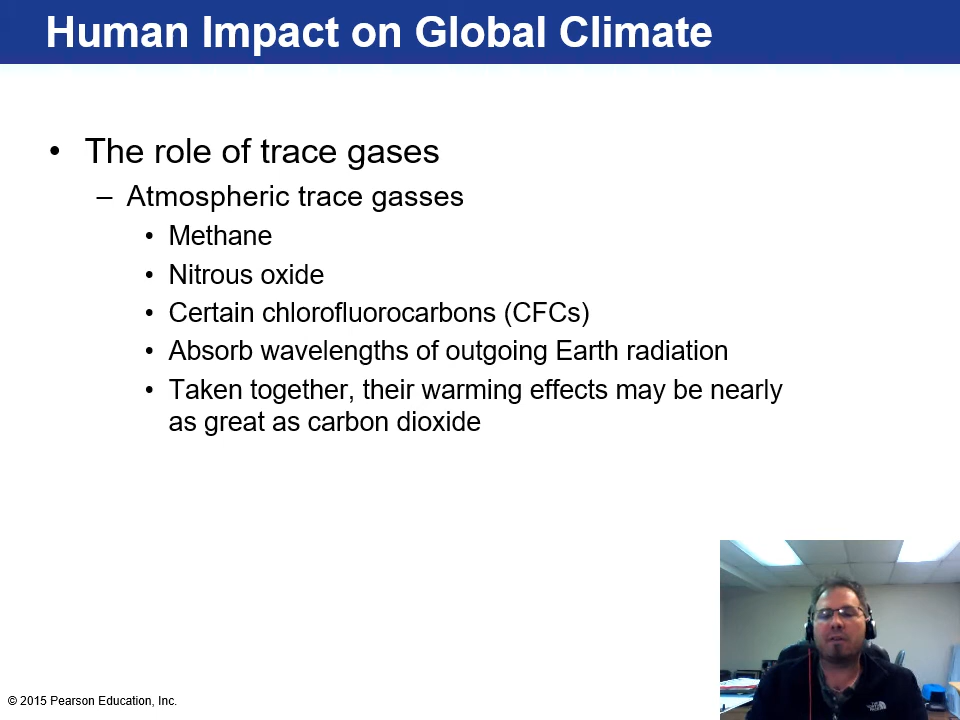 Human Impact on Global Climate
• The role of trace gases
– Atmospheric trace gasses
• Methane
• Nitrous oxide
• Certain chlorofluorocarbons (CFCs)
• Absorb wavelengths of outgoing Earth radiation
• Taken together, their warming effects may be nearly
as great as carbon dioxide
© 2015 Pearson Education, Inc.